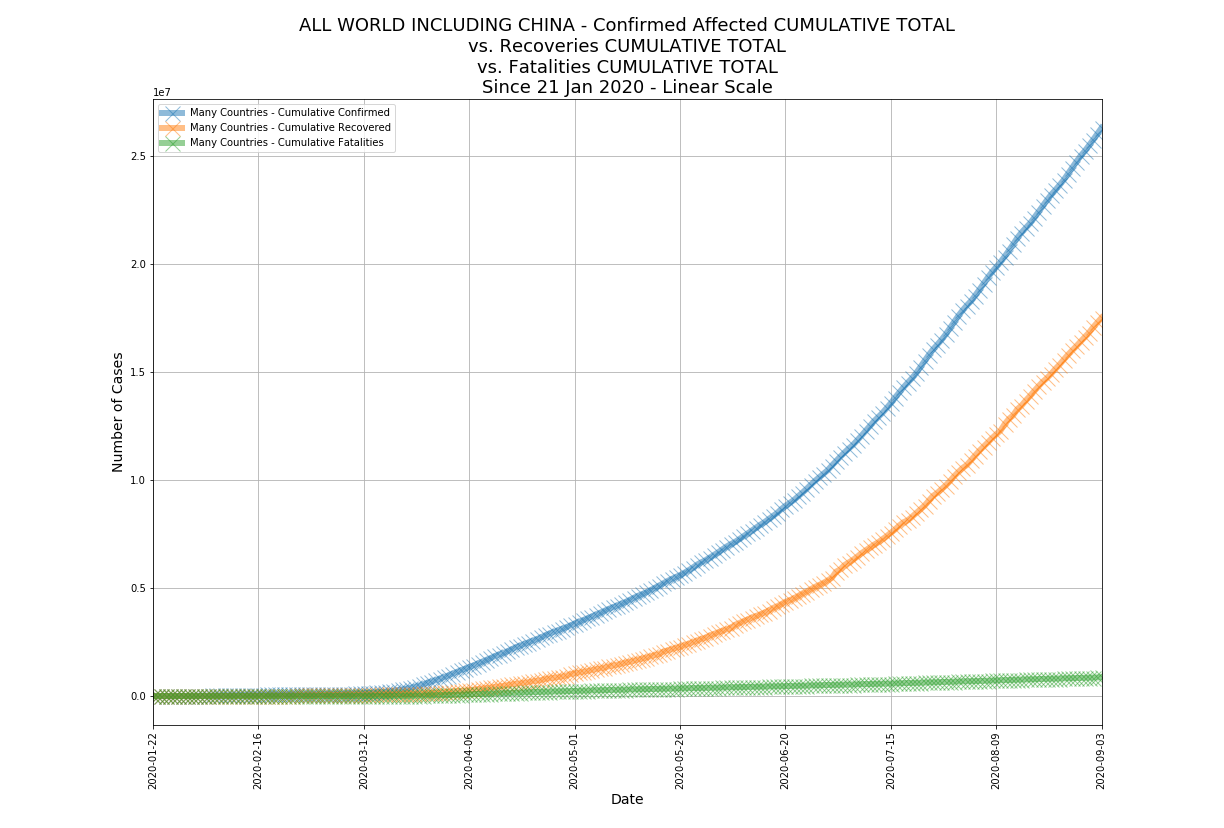 ALL WORLD INCLUDING CHINA - Confirmed Affected CUMULATIVE TOTAL
vs. Recoveries CUMULATIVE TOTAL
vs. Fatalities CUMULATIVE TOTAL
Since 21 Jan 2020 - Linear Scale
1e7
Many Countries - Cumulative Confirmed
Many Countries - Cumulative Recovered
Many Countries - Cumulative Fatalities
2.5
2.0
1.5
1.0
0.5
0.0
Number of Cases
2020-01-22
2020-02-16
2020-03-12
2020-04-06
2020-05-01
2020-05-26
2020-06-20
2020-07-15
2020-08-09
2020-09-03
Date